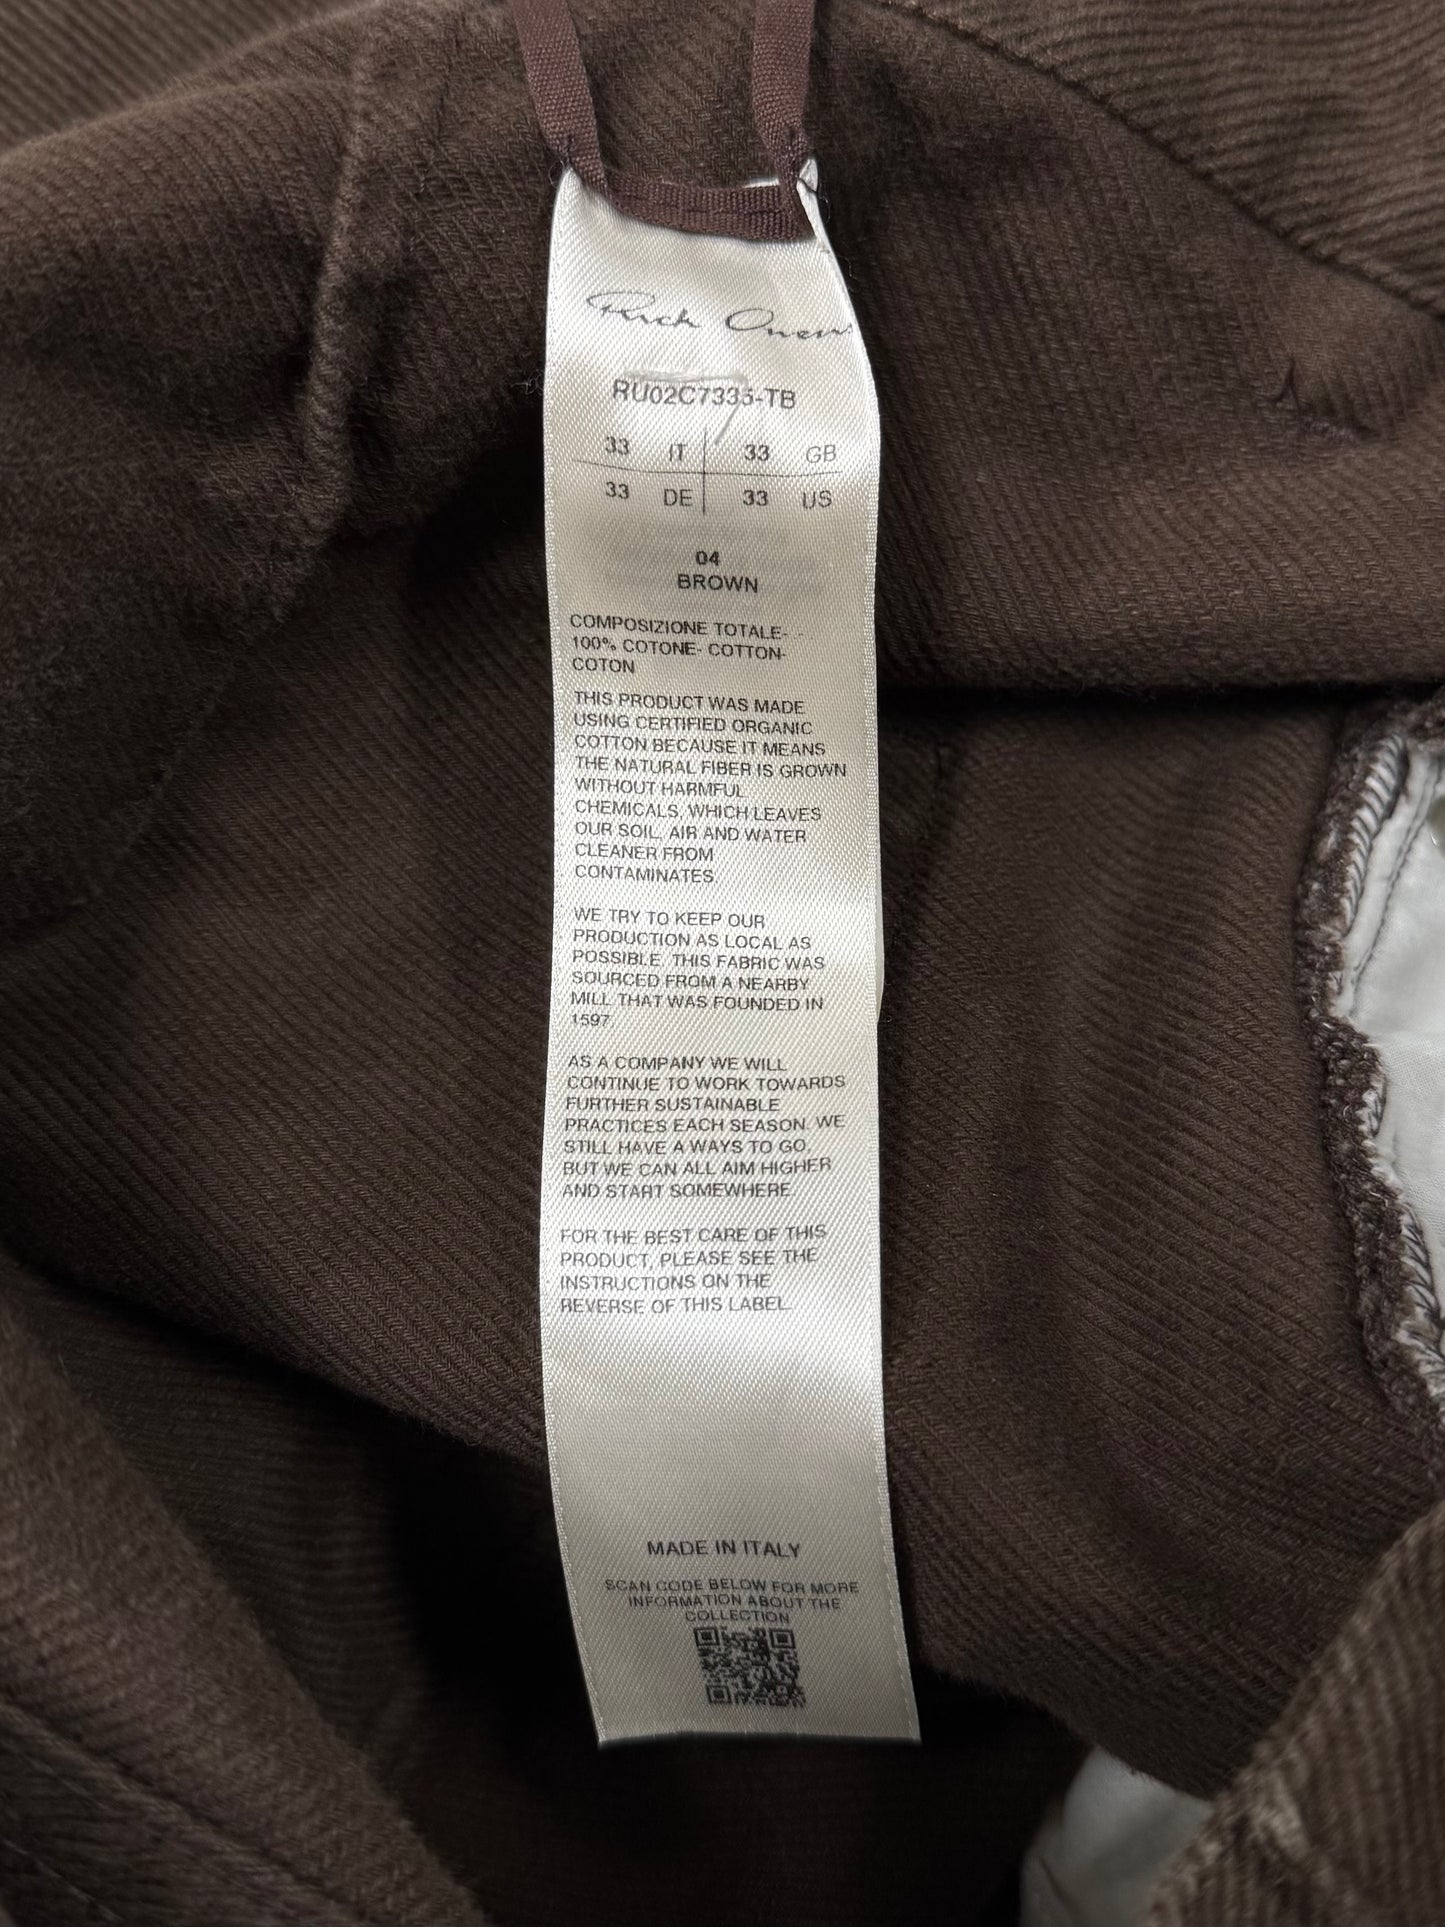 Rick Owens
RU02C7335-TB
33 IT 33 GB
33 DE 33 US
04
BROWN
COMPOSIZIONE TOTALE- -
100% COTONE- COTTON-
COTON
THIS PRODUCT WAS MADE
USING CERTIFIED ORGANIC
COTTON BECAUSE IT MEANS
THE NATURAL FIBER IS GROWN
WITHOUT HARMFUL
CHEMICALS, WHICH LEAVES
OUR SOIL, AIR AND WATER
CLEANER FROM
CONTAMINATES.
WE TRY TO KEEP OUR
PRODUCTION AS LOCAL AS
POSSIBLE. THIS FABRIC WAS
SOURCED FROM A NEARBY
MILL THAT WAS FOUNDED IN
1597.
AS A COMPANY WE WILL
CONTINUE TO WORK TOWARDS
FURTHER SUSTAINABLE
PRACTICES EACH SEASON. WE
STILL HAVE A WAYS TO GO,
BUT WE CAN ALL AIM HIGHER
AND START SOMEWHERE.
FOR THE BEST CARE OF THIS
PRODUCT, PLEASE SEE THE
INSTRUCTIONS ON THE
REVERSE OF THIS LABEL.
MADE IN ITALY
SCAN CODE BELOW FOR MORE
INFORMATION ABOUT THE
COLLECTION